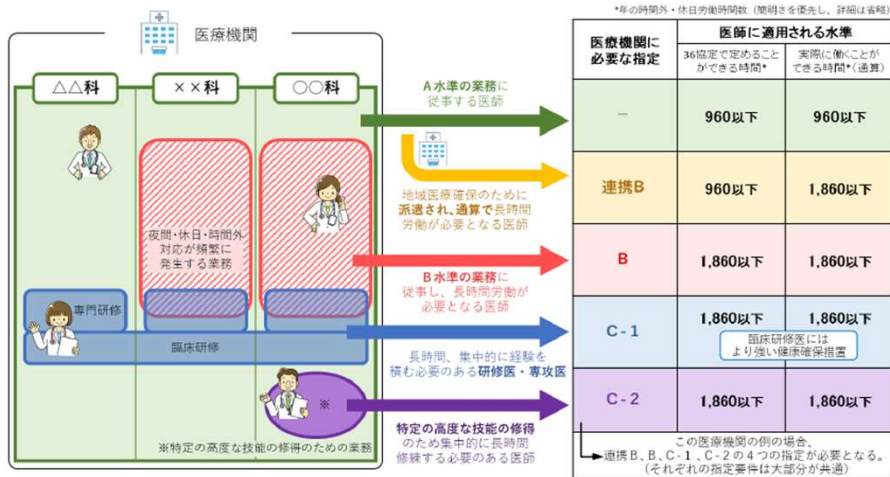 *年の時間外・休日労働時間数（簡明さを優先し、詳細は省略）
医療機関
△△科
××科
○○科
夜間・休日・時間外
対応が頻繁に
発生する業務
専門研修
臨床研修
※
※特定の高度な技能の修得のための業務
A水準の業務に
従事する医師
地域医療確保のために
派遣され、通算で長時間
労働が必要となる医師
B水準の業務に
従事し、長時間労働が
必要となる医師
長時間、集中的に経験を
積む必要のある研修医・専攻医
特定の高度な技能の修得
のため集中的に長時間
修練する必要のある医師
医療機関に
必要な指定
医師に適用される水準
36協定で定めること
ができる時間*
実際に働くことが
できる時間*（通算）
－
960以下
960以下
連携B
960以下
1,860以下
B
1,860以下
1,860以下
C-1
1,860以下
1,860以下
臨床研修医には
より強い健康確保措置
C-2
1,860以下
1,860以下
この医療機関の例の場合、
連携B、B、C-1、C-2の4つの指定が必要となる。
（それぞれの指定要件は大部分が共通）